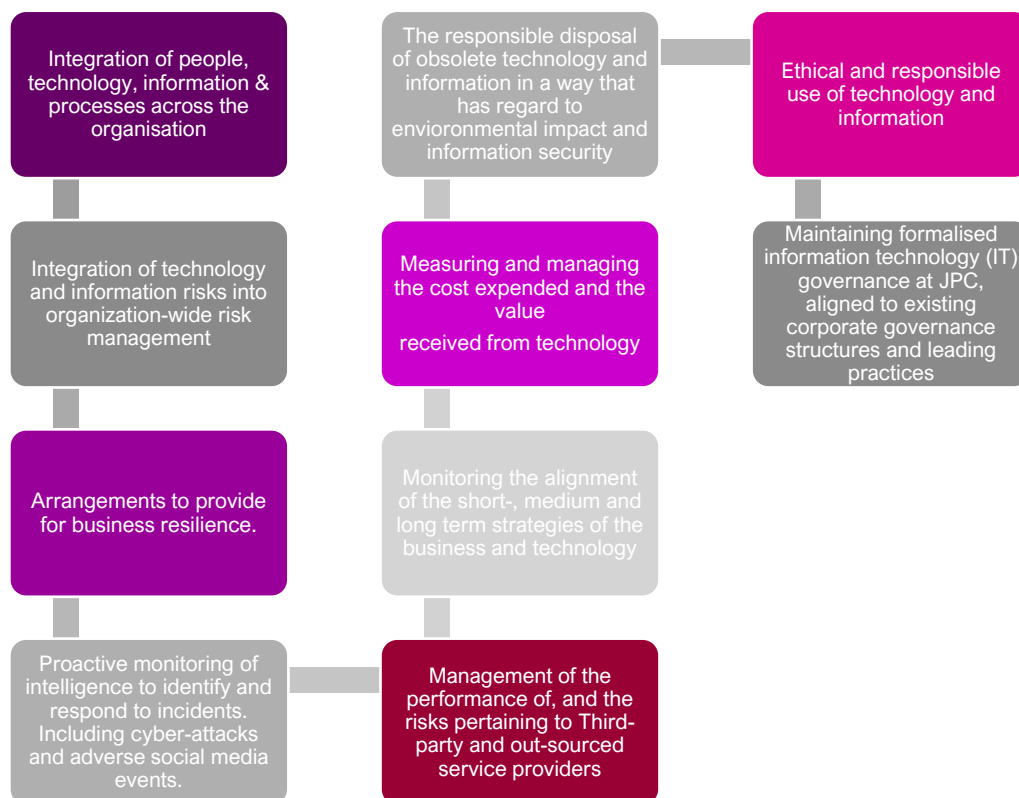 Integration of people,
technology, information &
processes across the
organisation
Integration of technology
and information risks into
organization-wide risk
management
Arrangements to provide
for business resilience.
Proactive monitoring of
intelligence to identify and
respond to incidents.
Including cyber-attacks
and adverse social media
events.
Management of the
performance of, and the
risks pertaining to Third-
party and out-sourced
service providers
Monitoring the alignment
of the short-, medium and
long term strategies of the
business and technology
Measuring and managing
the cost expended and the
value
received from technology
The responsible disposal
of obsolete technology and
information in a way that
has regard to
envioronmental impact and
information security
Ethical and responsible
use of technology and
information
Maintaining formalised
information technology (IT)
governance at JPC,
aligned to existing
corporate governance
structures and leading
practices